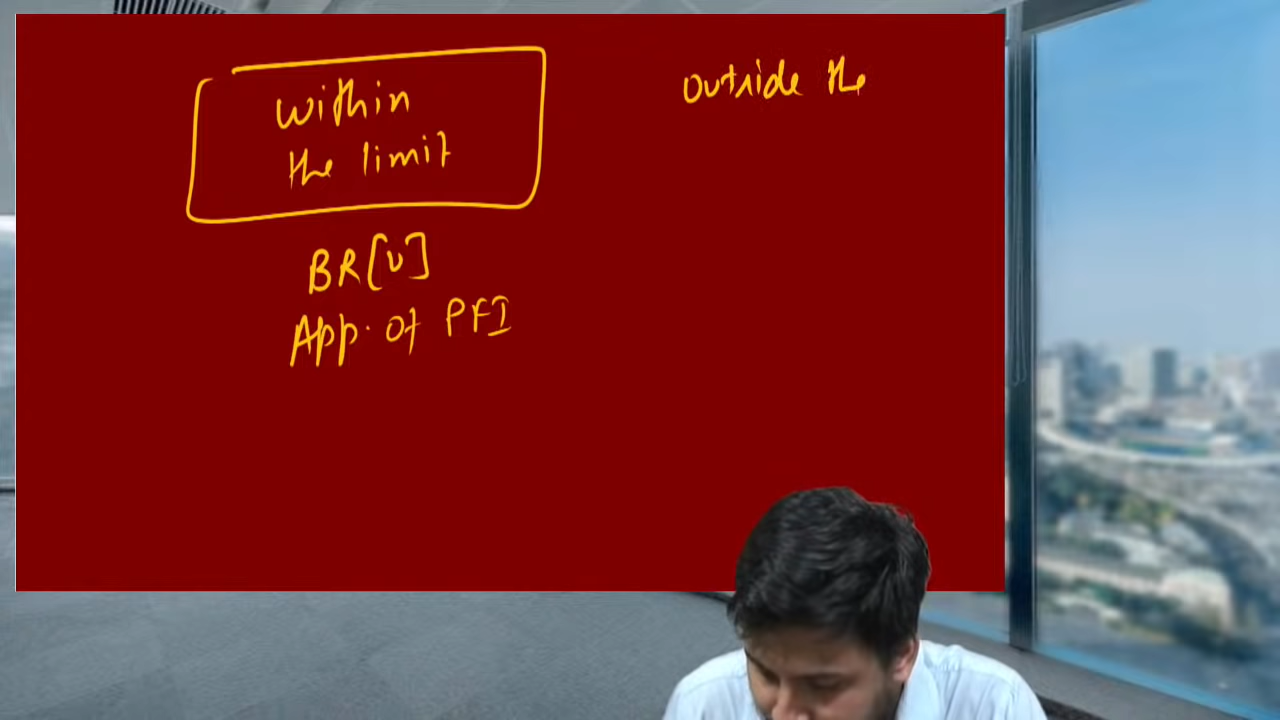 within
the limit
BR[U]
App. of PFI
outside the